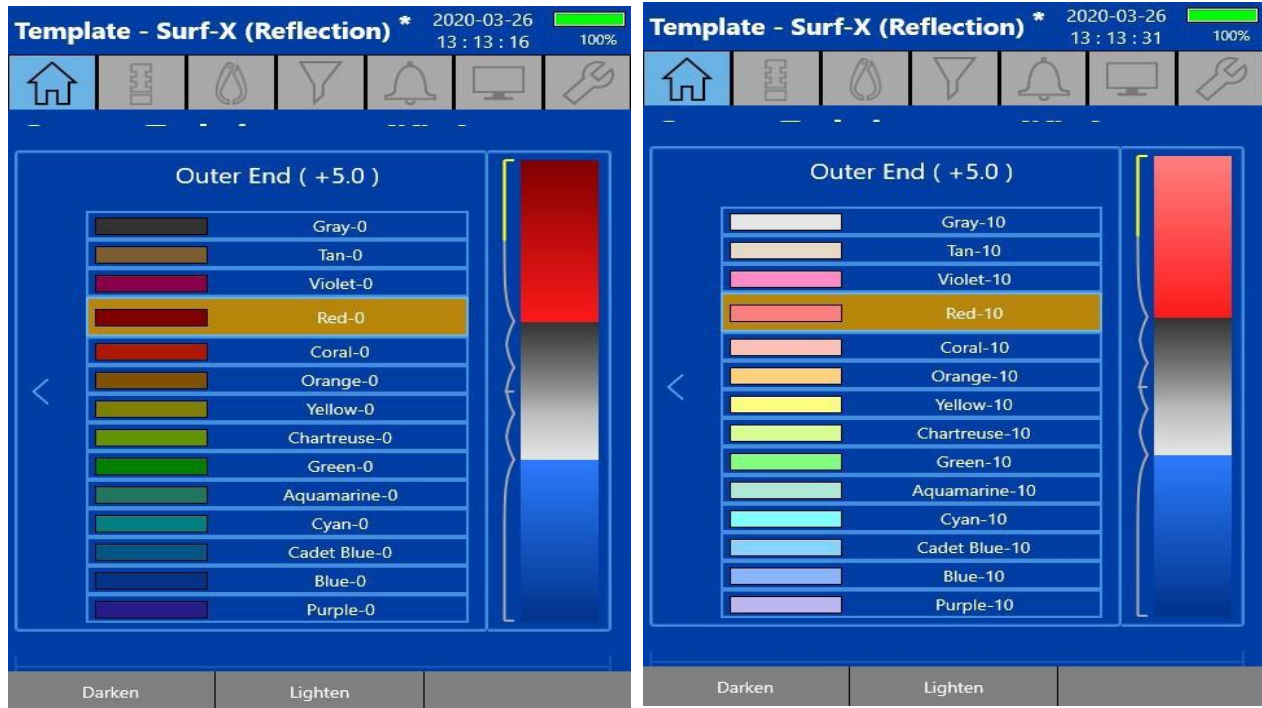 Template - Surf-X (Reflection) *
2020-03-26
13 : 13 : 16
100%
Outer End ( +5.0 )
Gray-0
Tan-0
Violet-0
Red-0
Coral-0
Orange-0
Yellow-0
Chartreuse-0
Green-0
Aquamarine-0
Cyan-0
Cadet Blue-0
Blue-0
Purple-0
Darken Lighten
Template - Surf-X (Reflection) *
2020-03-26
13 : 13 : 31
100%
Outer End ( +5.0 )
Gray-10
Tan-10
Violet-10
Red-10
Coral-10
Orange-10
Yellow-10
Chartreuse-10
Green-10
Aquamarine-10
Cyan-10
Cadet Blue-10
Blue-10
Purple-10
Darken Lighten